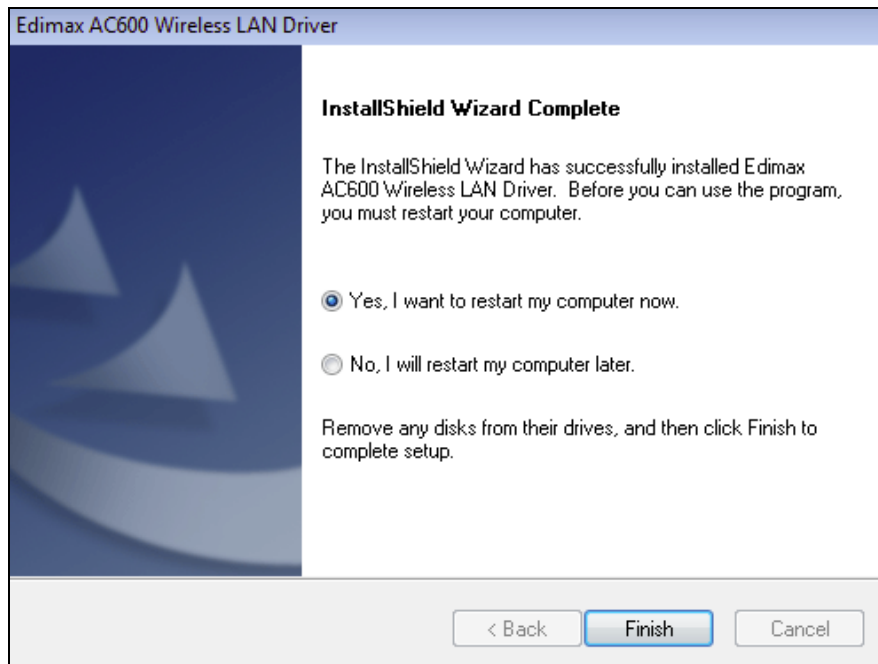 Edimax AC600 Wireless LAN Driver
InstallShield Wizard Complete
The InstallShield Wizard has successfully installed Edimax
AC600 Wireless LAN Driver. Before you can use the program,
you must restart your computer.
Yes, I want to restart my computer now.
No, I will restart my computer later.
Remove any disks from their drives, and then click Finish to
complete setup.
< Back Finish Cancel